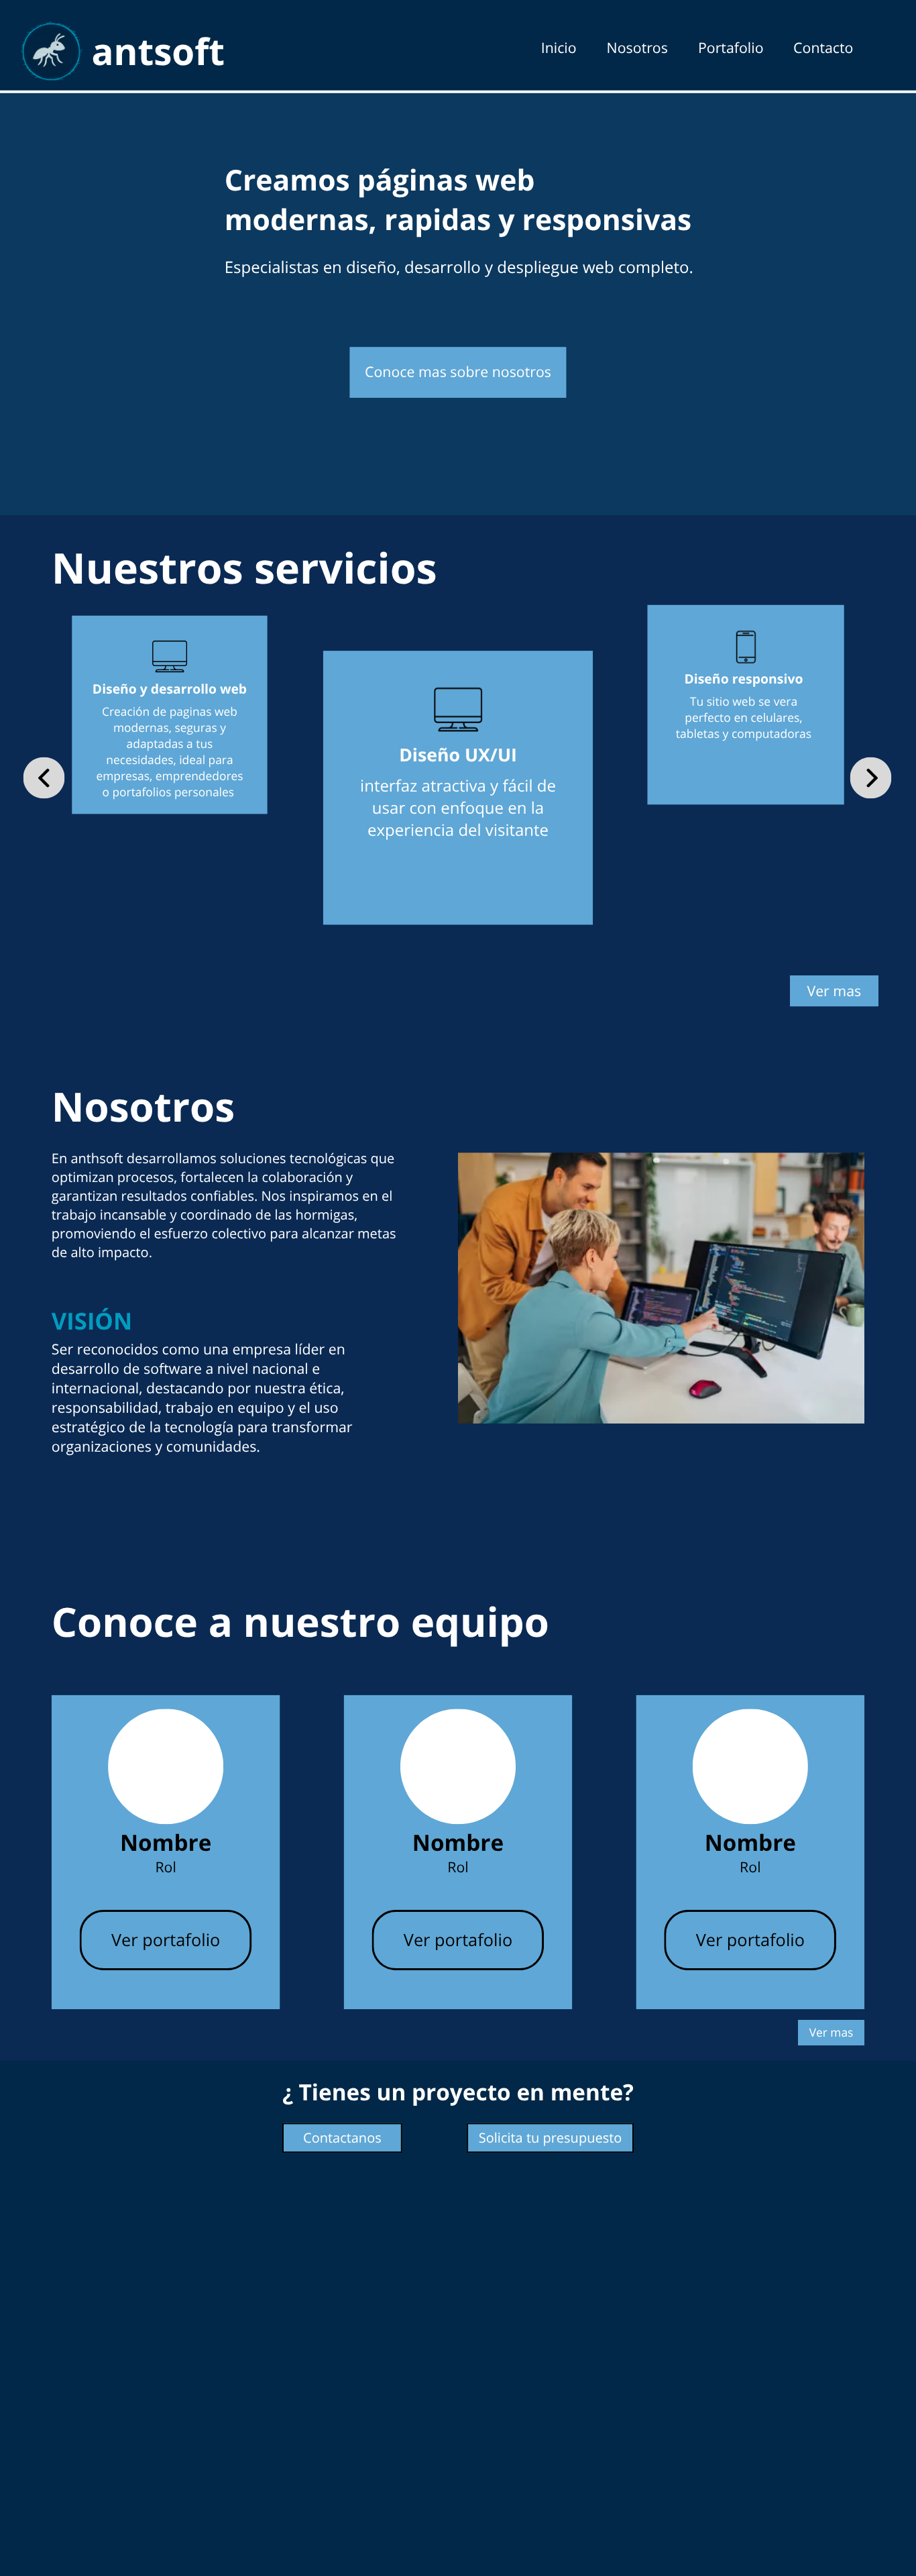 antsoft
Inicio
Nosotros
Portafolio
Contacto
Creamos páginas web
modernas, rapidas y responsivas
Especialistas en diseño, desarrollo y despliegue web completo.
Conoce mas sobre nosotros
Nuestros servicios
Diseño y desarrollo web
Creación de paginas web
modernas, seguras y
adaptadas a tus
necesidades, ideal para
empresas, emprendedores
o portafolios personales
Diseño UX/UI
interfaz atractiva y fácil de
usar con enfoque en la
experiencia del visitante
Diseño responsivo
Tu sitio web se vera
perfecto en celulares,
tabletas y computadoras
Ver mas
Nosotros
En anthsoft desarrollamos soluciones tecnológicas que
optimizan procesos, fortalecen la colaboración y
garantizan resultados confiables. Nos inspiramos en el
trabajo incansable y coordinado de las hormigas,
promoviendo el esfuerzo colectivo para alcanzar metas
de alto impacto.
VISIÓN
Ser reconocidos como una empresa líder en
desarrollo de software a nivel nacional e
internacional, destacando por nuestra ética,
responsabilidad, trabajo en equipo y el uso
estratégico de la tecnología para transformar
organizaciones y comunidades.
Conoce a nuestro equipo
Nombre
Rol
Ver portafolio
Nombre
Rol
Ver portafolio
Nombre
Rol
Ver portafolio
Ver mas
¿ Tienes un proyecto en mente?
Contactanos
Solicita tu presupuesto